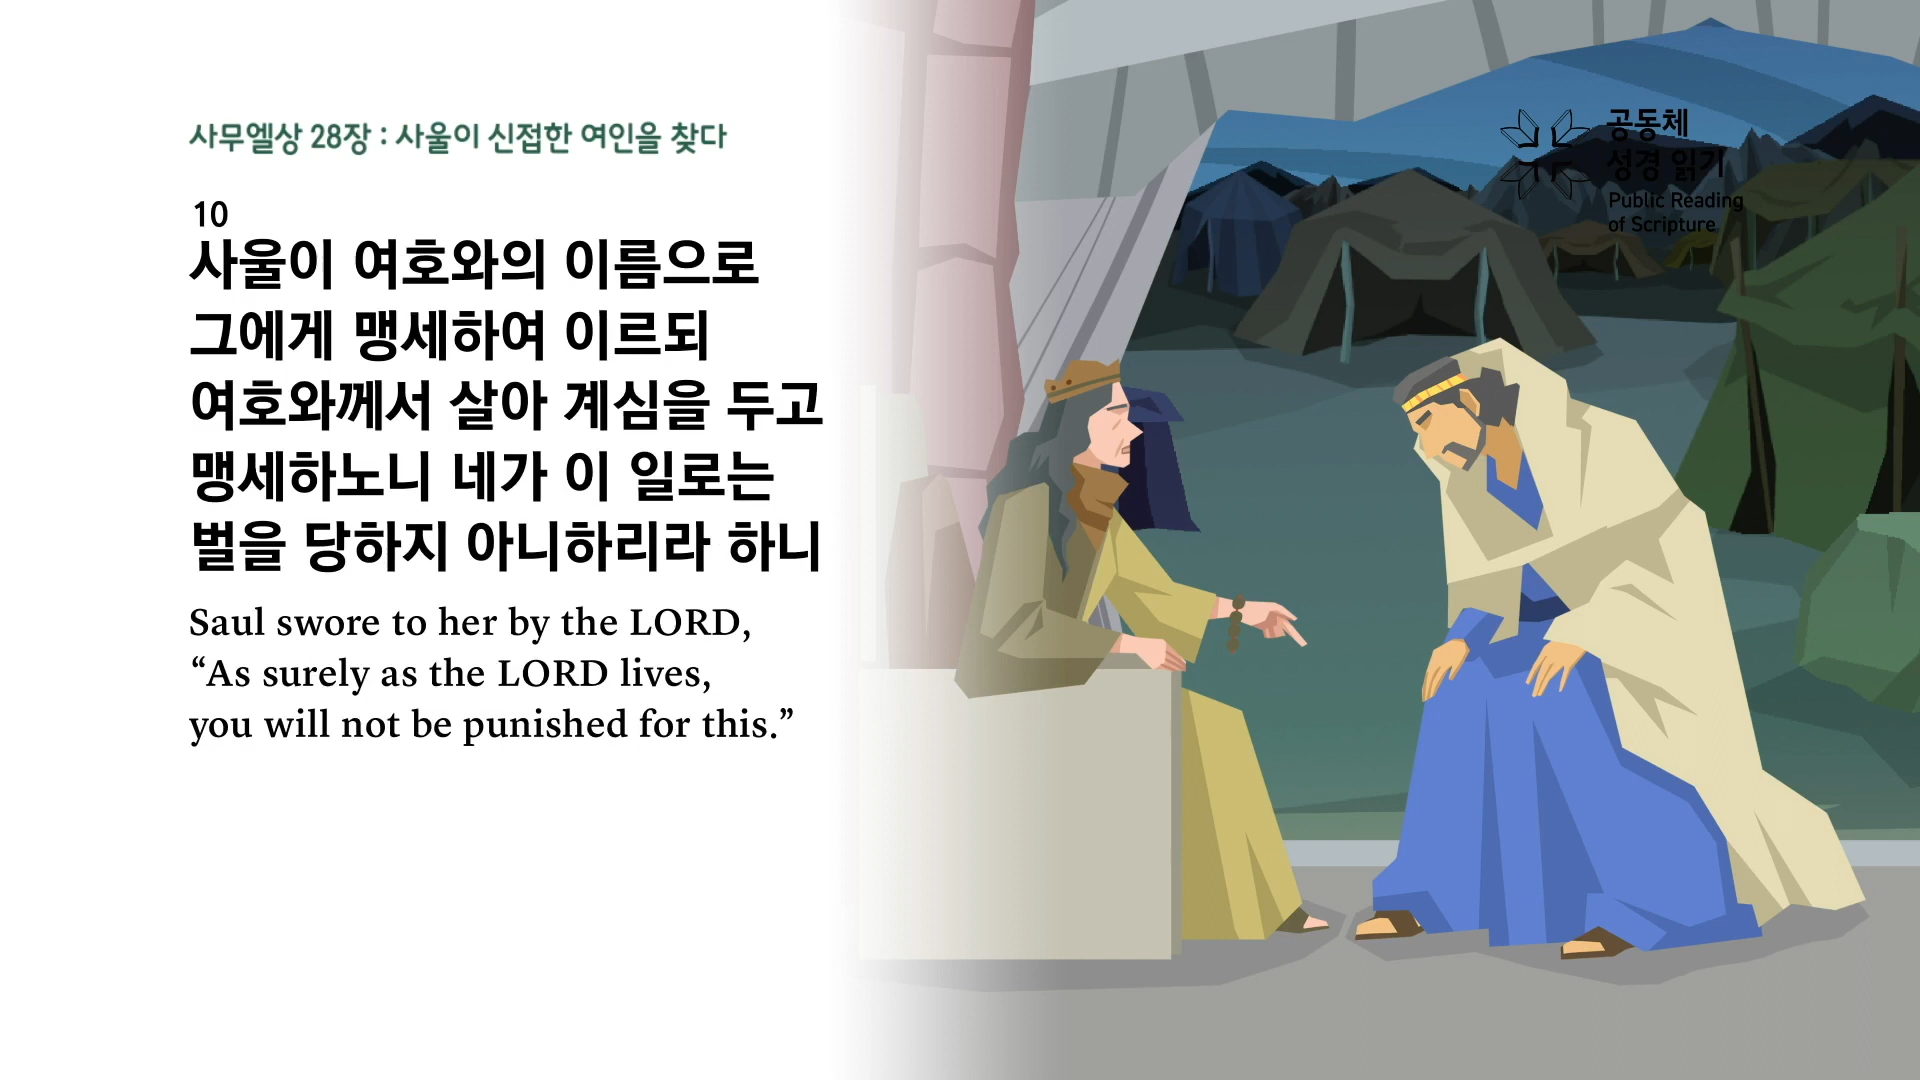 사무엘상 28장 : 사울이 신접한 여인을 찾다
10
사울이 여호와의 이름으로
그에게 맹세하여 이르되
여호와께서 살아 계심을 두고
맹세하노니 네가 이 일로는
벌을 당하지 아니하리라 하니
Saul swore to her by the LORD,
“As surely as the LORD lives,
you will not be punished for this.”
공동체
성경 읽기
Public Reading
of Scripture